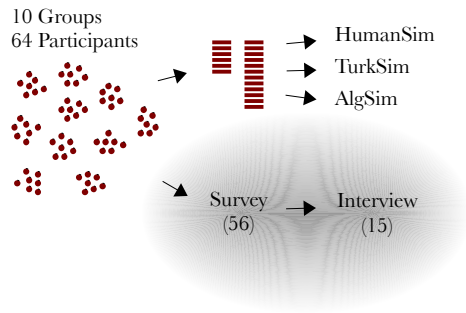 10 Groups
64 Participants
HumanSim
TurkSim
AlgSim
Survey
(56)
Interview
(15)